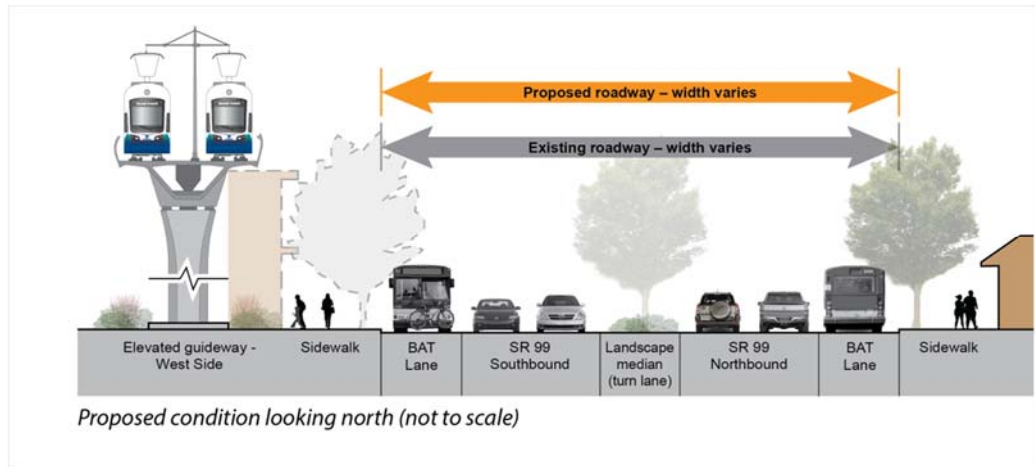 Proposed roadway – width varies
Existing roadway – width varies
Elevated guideway -
West Side
Sidewalk
BAT
Lane
SR 99
Southbound
Landscape
median
(turn lane)
SR 99
Northbound
BAT
Lane
Sidewalk
Proposed condition looking north (not to scale)